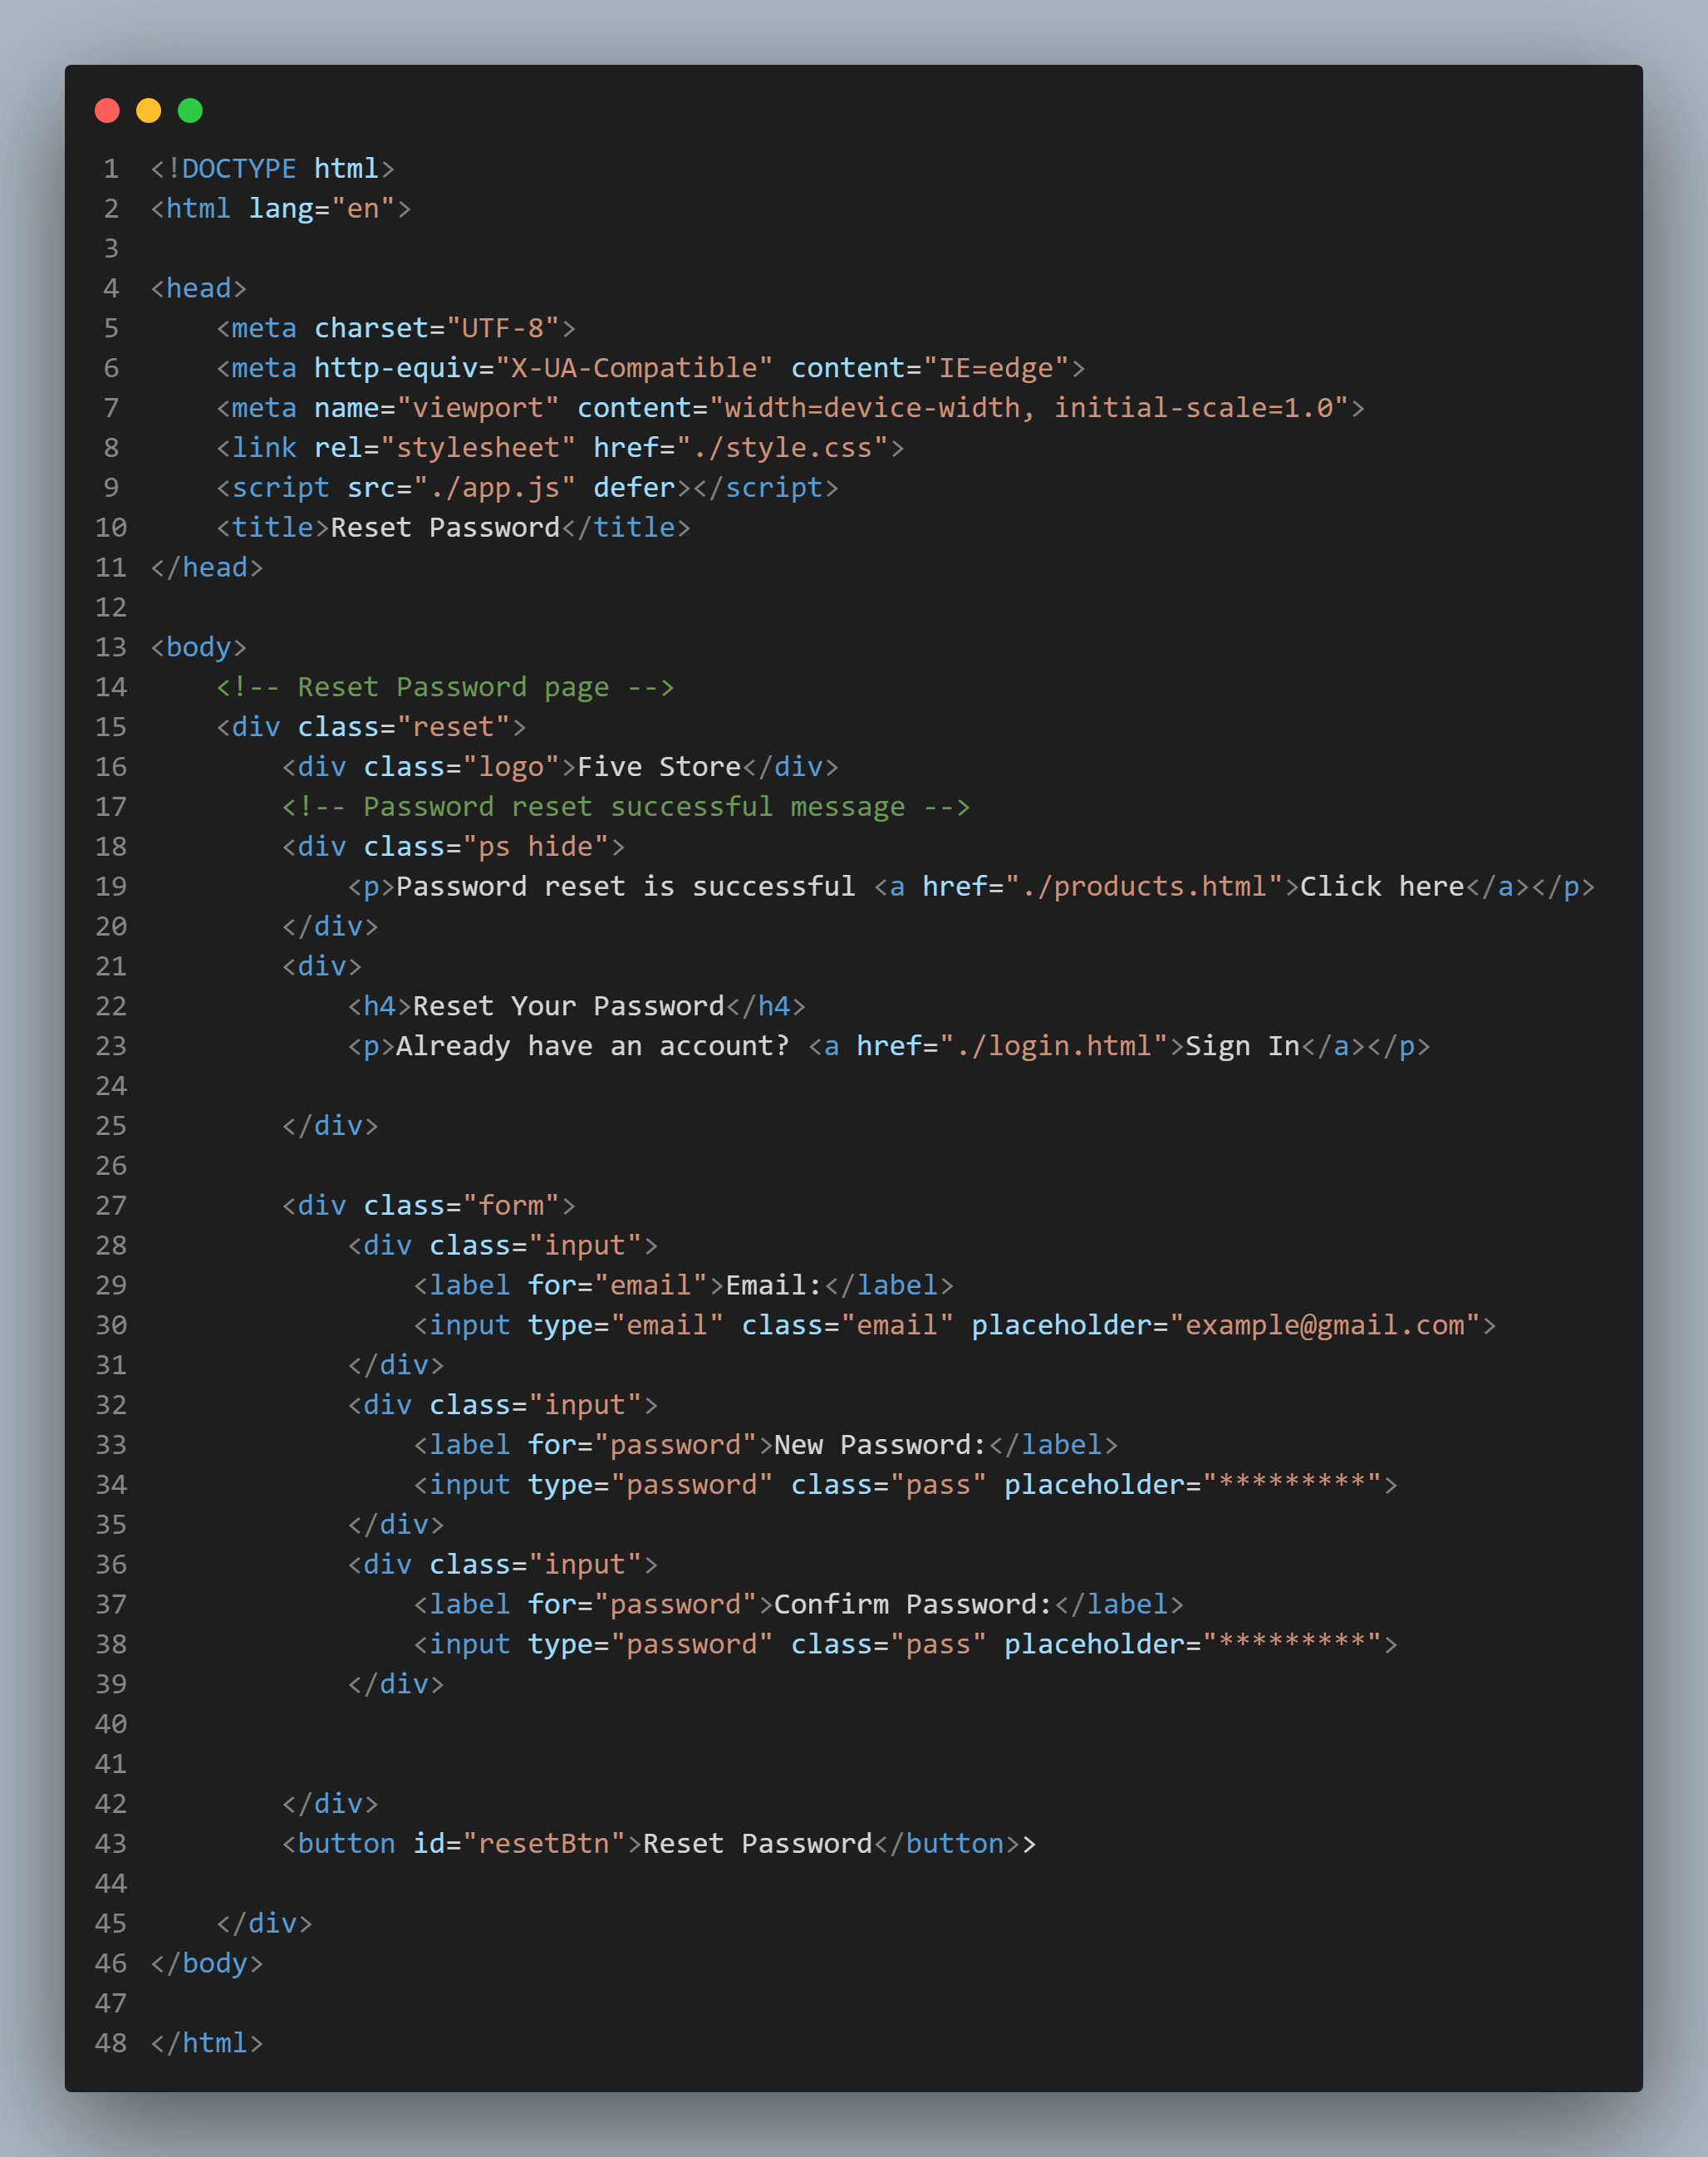 1 <!DOCTYPE html>
2 <html lang="en">
3
4 <head>
5     <meta charset="UTF-8">
6     <meta http-equiv="X-UA-Compatible" content="IE=edge">
7     <meta name="viewport" content="width=device-width, initial-scale=1.0">
8     <link rel="stylesheet" href="./style.css">
9     <script src="./app.js" defer></script>
10     <title>Reset Password</title>
11 </head>
12
13 <body>
14     <!-- Reset Password page -->
15     <div class="reset">
16         <div class="logo">Five Store</div>
17         <!-- Password reset successful message -->
18         <div class="ps hide">
19             <p>Password reset is successful <a href="./products.html">Click here</a></p>
20         </div>
21         <div>
22             <h4>Reset Your Password</h4>
23             <p>Already have an account? <a href="./login.html">Sign In</a></p>
24
25         </div>
26
27         <div class="form">
28             <div class="input">
29                 <label for="email">Email:</label>
30                 <input type="email" class="email" placeholder="example@gmail.com">
31             </div>
32             <div class="input">
33                 <label for="password">New Password:</label>
34                 <input type="password" class="pass" placeholder="*********">
35             </div>
36             <div class="input">
37                 <label for="password">Confirm Password:</label>
38                 <input type="password" class="pass" placeholder="*********">
39             </div>
40
41
42         </div>
43         <button id="resetBtn">Reset Password</button>>
44
45     </div>
46 </body>
47
48 </html>